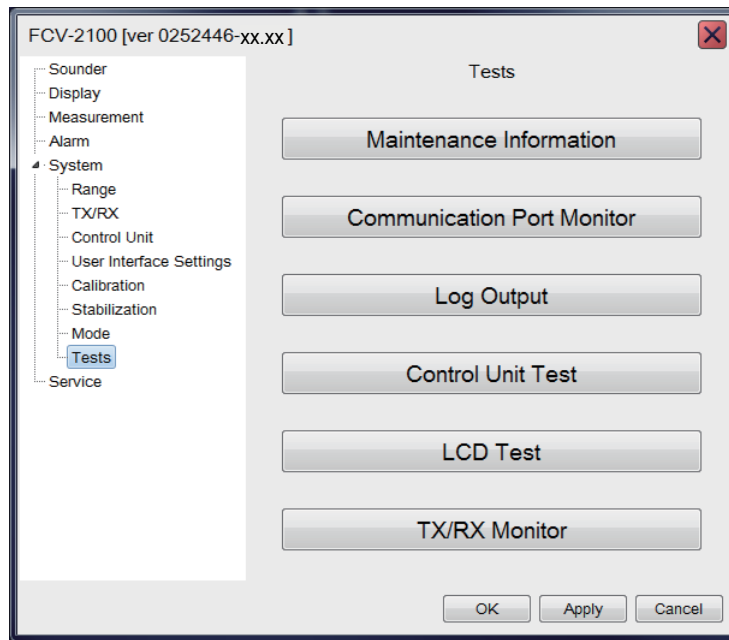 FCV-2100 [ver 0252446-xx.xx ]
Sounder
Display
Measurement
Alarm
System
Range
TX/RX
Control Unit
User Interface Settings
Calibration
Stabilization
Mode
Tests
Service
Tests
Maintenance Information
Communication Port Monitor
Log Output
Control Unit Test
LCD Test
TX/RX Monitor
OK Apply Cancel